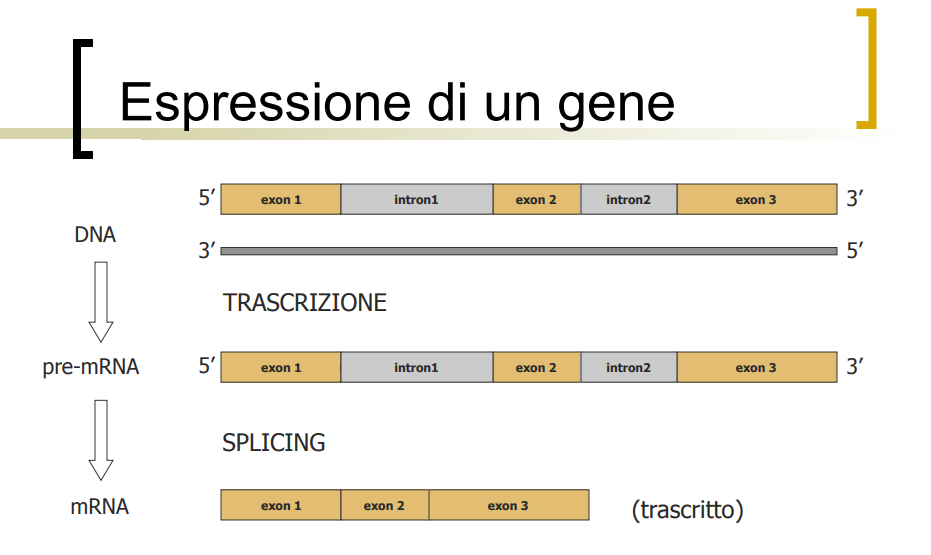 Espressione di un gene
5′ exon 1 intron1 exon 2 intron2 exon 3 3′
DNA
3′ 5′
TRASCRIZIONE
pre-mRNA 5′ exon 1 intron1 exon 2 intron2 exon 3 3′
SPLICING
mRNA exon 1 exon 2 exon 3 (trascritto)